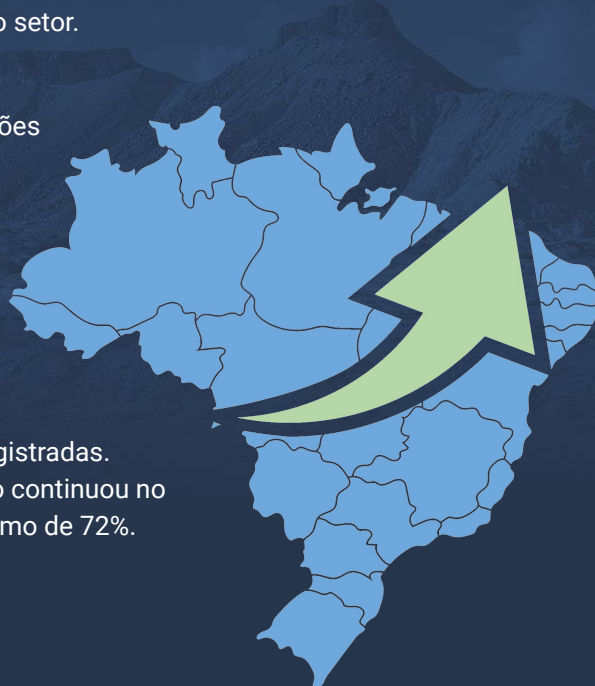 o setor.
ões
gistradas.
o continuou no
mo de 72%.